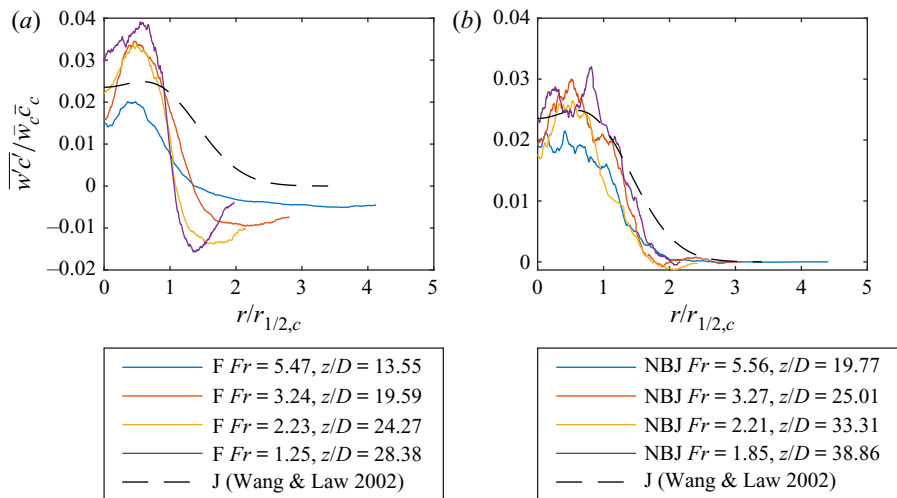 (a)
0.04
0.03
0.02
0.01
0
−0.01
−0.02
0 1 2 3 4 5
r/r1/2,c
w′c′/w̄c c̄c
F Fr = 5.47, z/D = 13.55
F Fr = 3.24, z/D = 19.59
F Fr = 2.23, z/D = 24.27
F Fr = 1.25, z/D = 28.38
J (Wang & Law 2002)
(b)
0.04
0.03
0.02
0.01
0
0 1 2 3 4 5
r/r1/2,c
NBJ Fr = 5.56, z/D = 19.77
NBJ Fr = 3.27, z/D = 25.01
NBJ Fr = 2.21, z/D = 33.31
NBJ Fr = 1.85, z/D = 38.86
J (Wang & Law 2002)